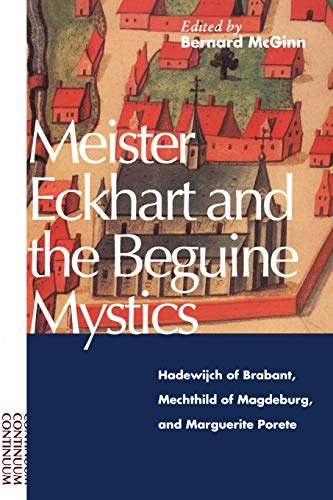 Edited by
Bernard McGinn
Meister
Eckhart and
the Beguine
Mystics
Hadewijch of Brabant,
Mechthild of Magdeburg,
and Marguerite Porete
CONTINUUM
CONTINUUM
CONTINUUM